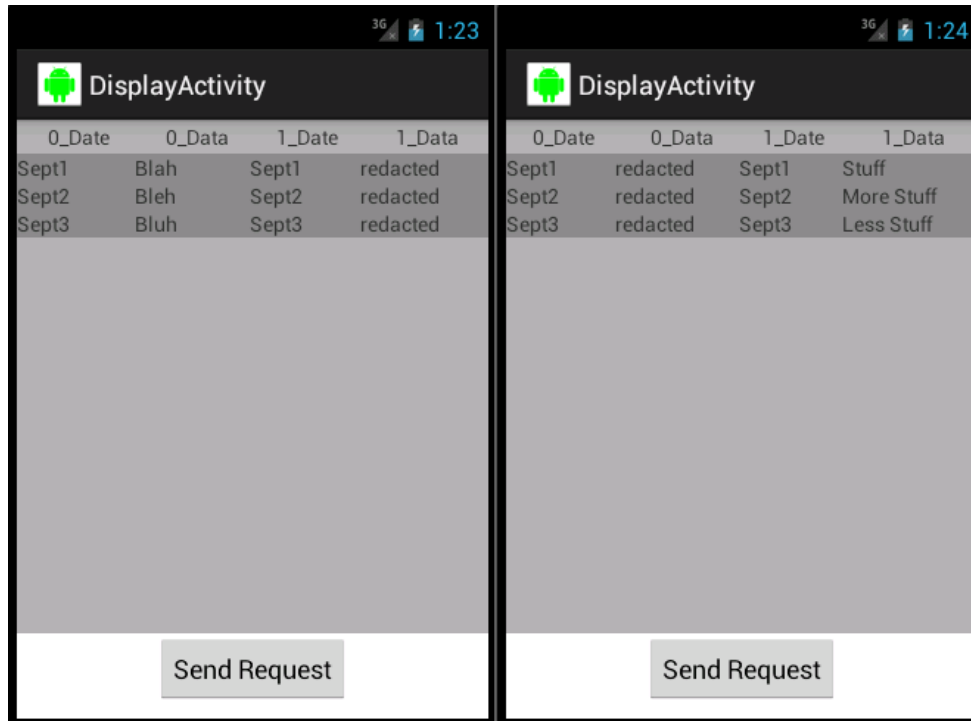 3G 1:23
DisplayActivity
0_Date 0_Data 1_Date 1_Data
Sept1 Blah Sept1 redacted
Sept2 Bleh Sept2 redacted
Sept3 Bluh Sept3 redacted
Send Request
3G 1:24
DisplayActivity
0_Date 0_Data 1_Date 1_Data
Sept1 redacted Sept1 Stuff
Sept2 redacted Sept2 More Stuff
Sept3 redacted Sept3 Less Stuff
Send Request